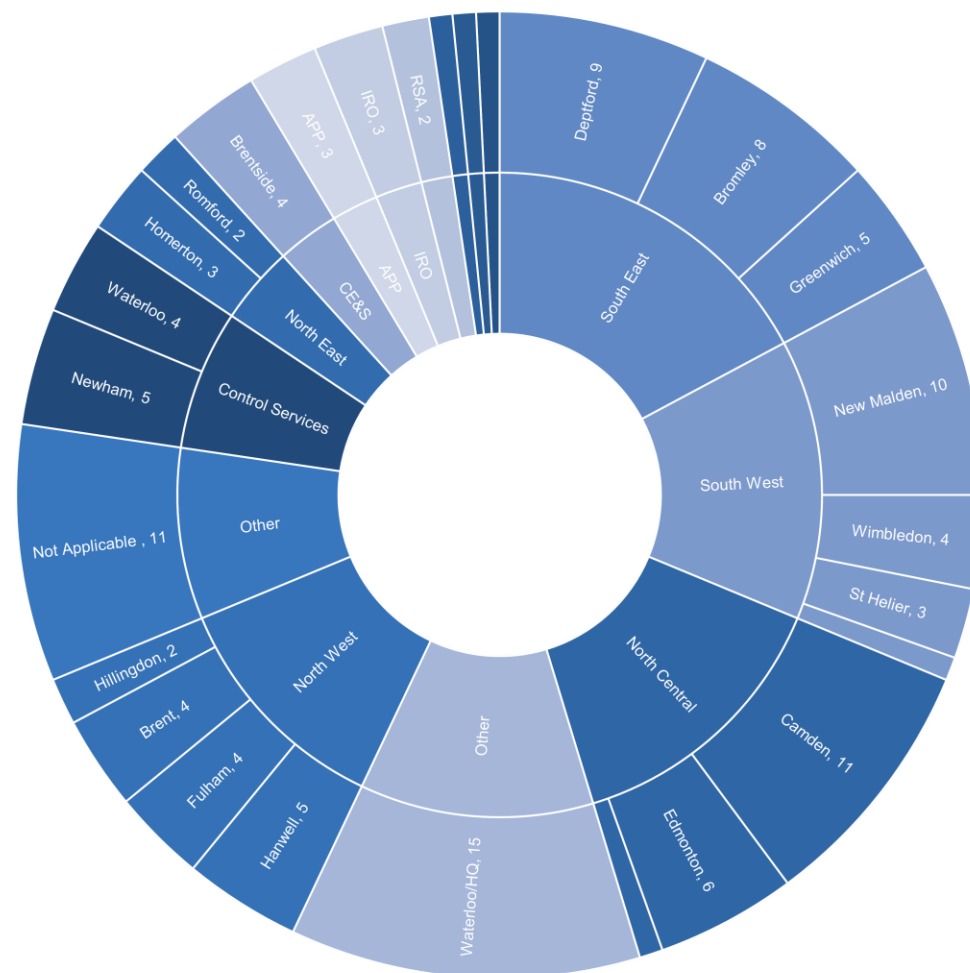 Deptford, 9
Bromley, 8
Greenwich, 5
South East
New Malden, 10
Wimbledon, 4
St Helier, 3
South West
Camden, 11
Edmonton, 6
North Central
Waterloo/HQ, 15
Other
Hanwell, 5
Fulham, 4
Brent, 4
Hillingdon, 2
North West
Not Applicable , 11
Other
Newham, 5
Waterloo, 4
Control Services
Homerton, 3
Romford, 2
North East
Brentside, 4
CE&S
APP, 3
APP
IRO, 3
IRO
RSA, 2